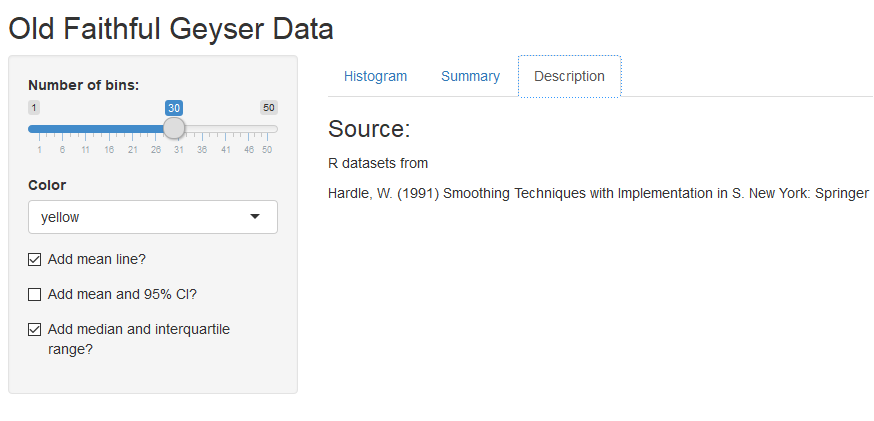 Old Faithful Geyser Data
Number of bins:
1 30 50
1 6 11 16 21 26 31 36 41 46 50
Color
yellow
Add mean line?
Add mean and 95% CI?
Add median and interquartile
range?
Histogram Summary Description
Source:
R datasets from
Hardle, W. (1991) Smoothing Techniques with Implementation in S. New York: Springer